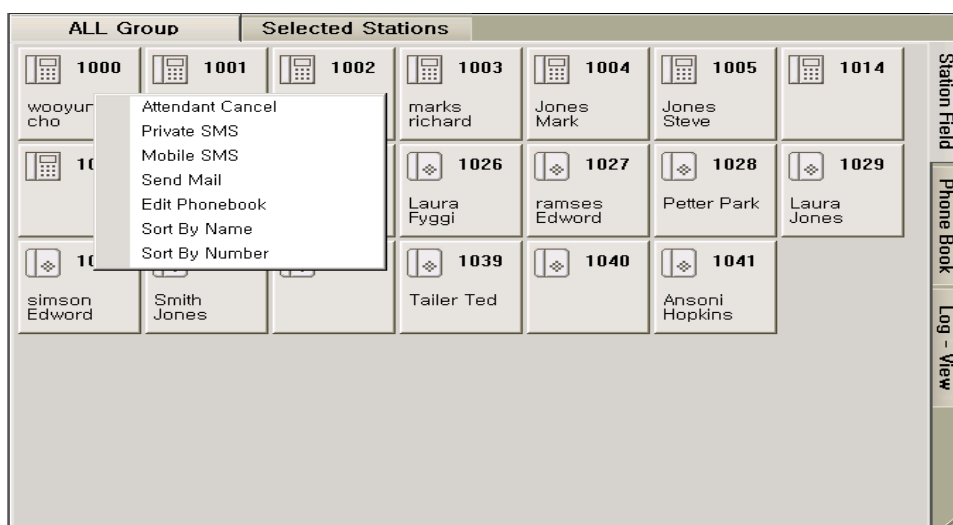 ALL Group
Selected Stations
1000
1001
1002
1003
1004
1005
1014
cho
marks
richard
Jones
Mark
Jones
Steve
Attendant Cancel
Private SMS
Mobile SMS
Send Mail
Edit Phonebook
Sort By Name
Sort By Number
1026
1027
1028
1029
Laura
Fyggi
ramses
Edword
Petter Park
Laura
Jones
1039
1040
1041
simson
Edword
Smith
Jones
Tailer Ted
Ansoni
Hopkins
Station Field
Phone Book
Log - View